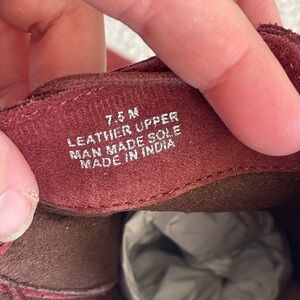 7.5 M
LEATHER UPPER
MAN MADE SOLE
MADE IN INDIA